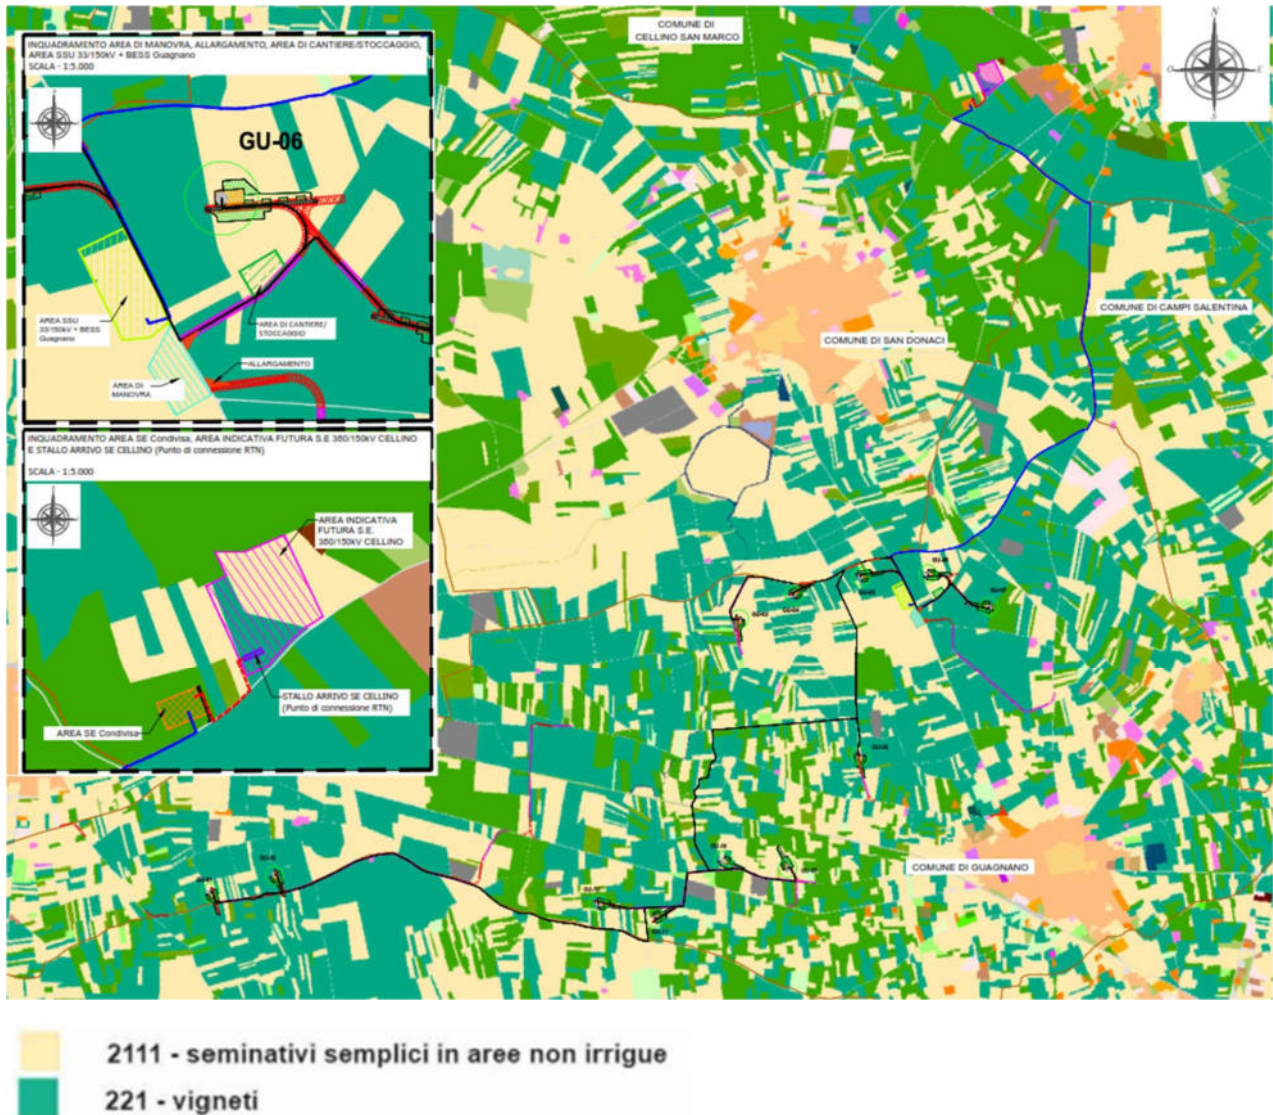 INQUADRAMENTO AREA DI MANOVRA, ALLARGAMENTO, AREA DI CANTIERE/STOCCAGGIO,
AREA SSU 33/150kV + BESS Guagnano
SCALA - 1:5.000
GU-06
AREA SSU
33/150kV + BESS
Guagnano
AREA DI CANTIERE/
STOCCAGGIO
ALLARGAMENTO
AREA DI
MANOVRA
INQUADRAMENTO AREA SE Condivisa, AREA INDICATIVA FUTURA S.E 380/150kV CELLINO
E STALLO ARRIVO SE CELLINO (Punto di connessione RTN)
SCALA - 1:5.000
AREA INDICATIVA
FUTURA S.E.
380/150kV CELLINO
STALLO ARRIVO SE CELLINO
(Punto di connessione RTN)
AREA SE Condivisa
COMUNE DI
CELLINO SAN MARCO
N
O
E
S
COMUNE DI CAMPI SALENTINA
COMUNE DI SAN DONACI
COMUNE DI GUAGNANO
2111 - seminativi semplici in aree non irrigue
221 - vigneti